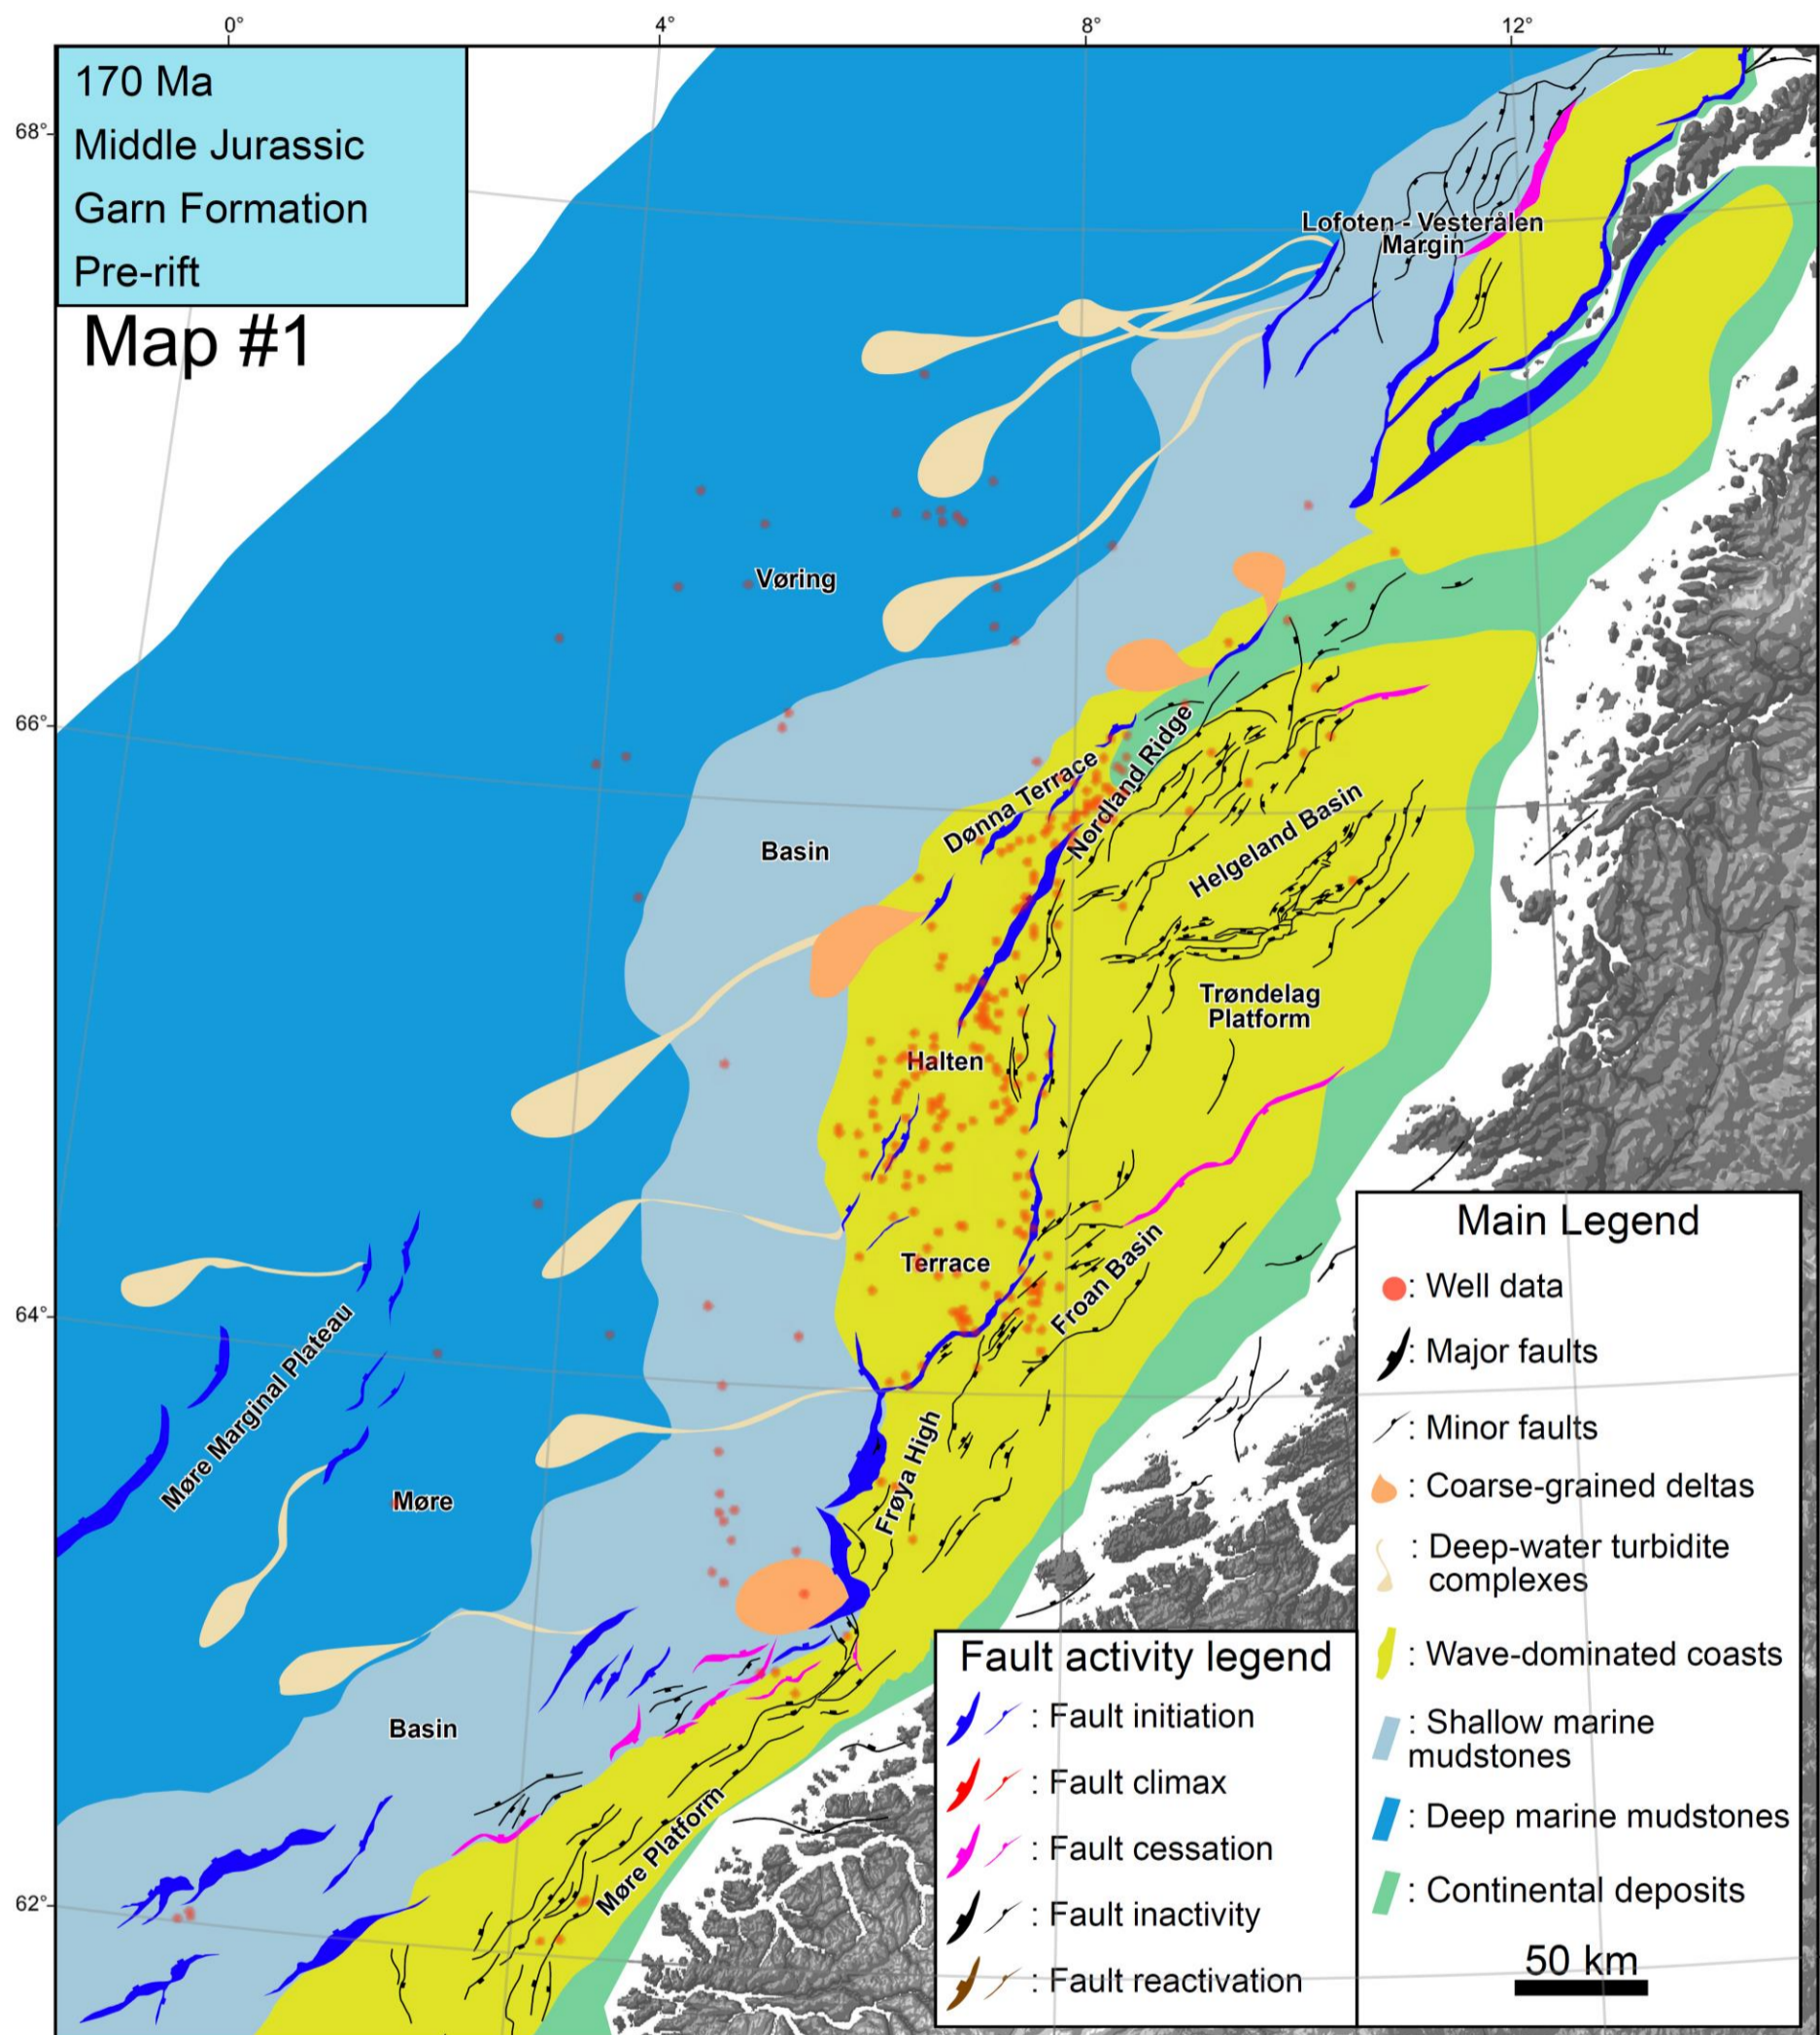 0° 4° 8° 12°
170 Ma
Middle Jurassic
Garn Formation
Pre-rift
Map #1
68°
66°
64°
62°
Lofoten - Vesterålen
Margin
Vøring
Basin
Dønna Terrace
Nordland Ridge
Helgeland Basin
Trøndelag
Platform
Halten
Terrace
Froan Basin
Frøya High
Møre Marginal Plateau
Møre
Basin
Møre Platform
Main Legend
: Well data
: Major faults
: Minor faults
: Coarse-grained deltas
: Deep-water turbidite
complexes
: Wave-dominated coasts
: Shallow marine
mudstones
: Deep marine mudstones
: Continental deposits
50 km
Fault activity legend
: Fault initiation
: Fault climax
: Fault cessation
: Fault inactivity
: Fault reactivation